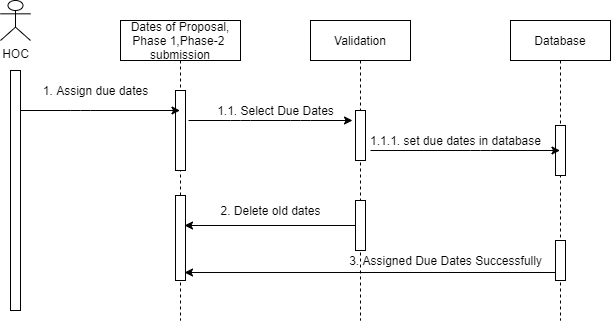 HOC
Dates of Proposal,
Phase 1,Phase-2
submission
Validation
Database
1. Assign due dates
1.1. Select Due Dates
1.1.1. set due dates in database
2. Delete old dates
3. Assigned Due Dates Successfully